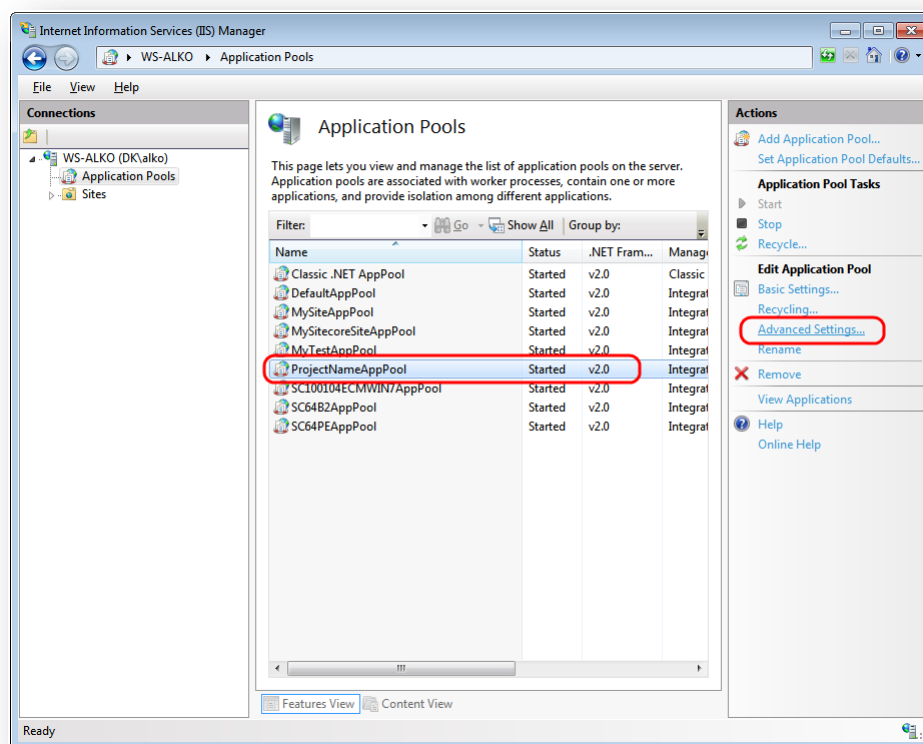 Internet Information Services (IIS) Manager
WS-ALKO Application Pools
File View Help
Connections
WS-ALKO (DK\alko)
Application Pools
Sites
Application Pools
This page lets you view and manage the list of application pools on the server.
Application pools are associated with worker processes, contain one or more
applications, and provide isolation among different applications.
Filter: Go Show All Group by:
Name Status .NET Fram... Manag
Classic .NET AppPool Started v2.0 Classic
DefaultAppPool Started v2.0 Integrat
MySiteAppPool Started v2.0 Integrat
MySitecoreSiteAppPool Started v2.0 Integrat
MyTestAppPool Started v2.0 Integrat
ProjectNameAppPool Started v2.0 Integrat
SC100104ECMWIN7AppPool Started v2.0 Integrat
SC64B2AppPool Started v2.0 Integrat
SC64PEAppPool Started v2.0 Integrat
Features View Content View
Actions
Add Application Pool...
Set Application Pool Defaults...
Application Pool Tasks
Start
Stop
Recycle...
Edit Application Pool
Basic Settings...
Recycling...
Advanced Settings...
Rename
Remove
View Applications
Help
Online Help
Ready